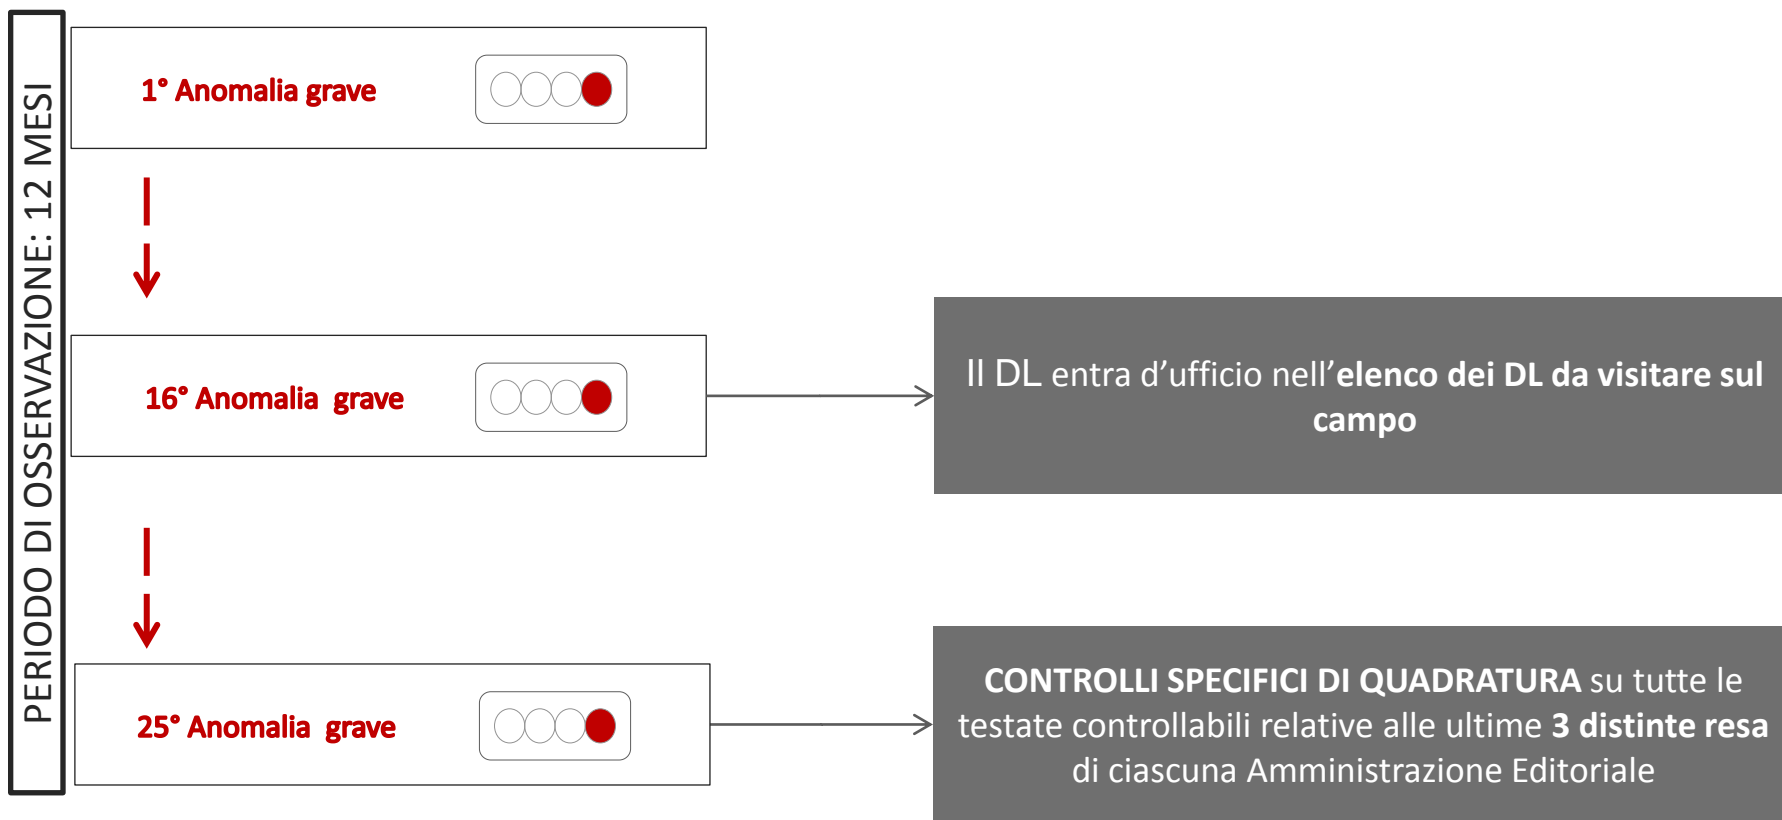 PERIODO DI OSSERVAZIONE: 12 MESI
1° Anomalia grave
16° Anomalia grave
Il DL entra d’ufficio nell’elenco dei DL da visitare sul
campo
25° Anomalia grave
CONTROLLI SPECIFICI DI QUADRATURA su tutte le
testate controllabili relative alle ultime 3 distinte resa
di ciascuna Amministrazione Editoriale